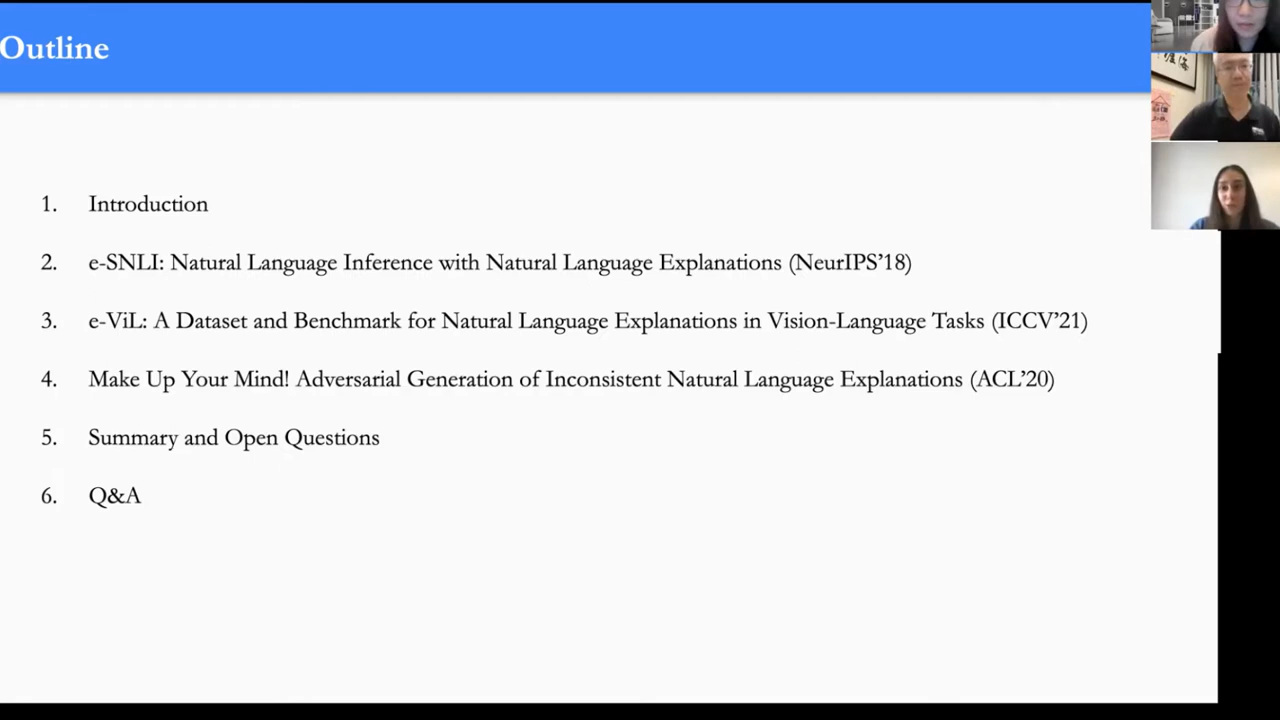 Outline
1. Introduction
2. e-SNLI: Natural Language Inference with Natural Language Explanations (NeurIPS'18)
3. e-ViL: A Dataset and Benchmark for Natural Language Explanations in Vision-Language Tasks (ICCV'21)
4. Make Up Your Mind! Adversarial Generation of Inconsistent Natural Language Explanations (ACL'20)
5. Summary and Open Questions
6. Q&A